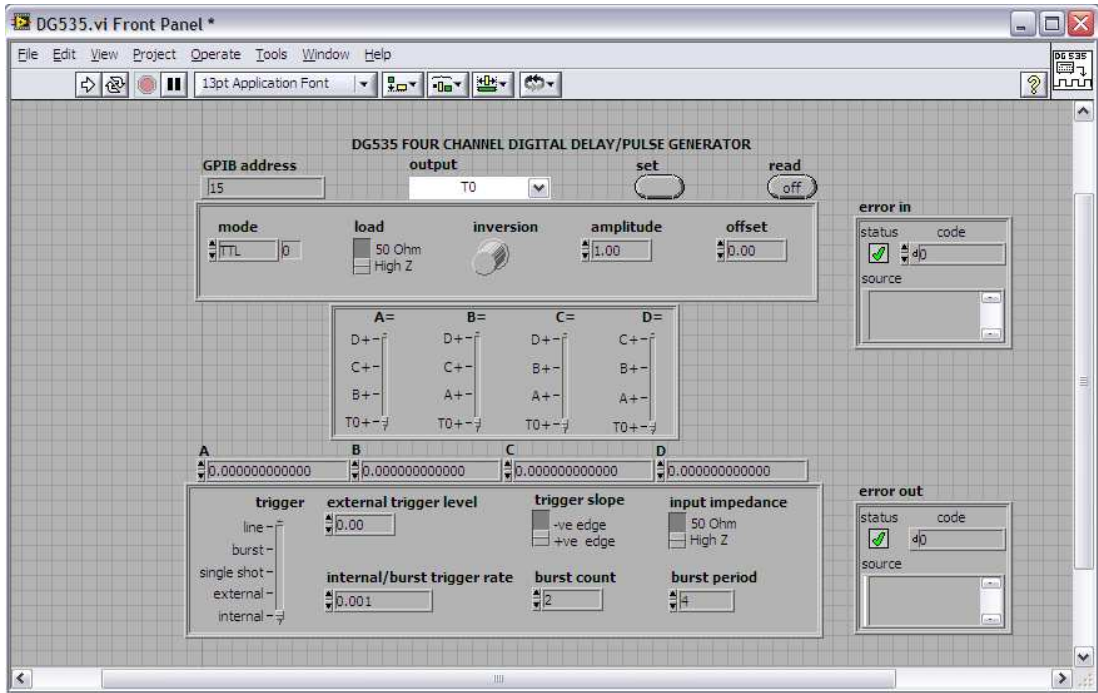 DG535.vi Front Panel *
File Edit View Project Operate Tools Window Help
13pt Application Font
DG 535
DG535 FOUR CHANNEL DIGITAL DELAY/PULSE GENERATOR
GPIB address output set read
15 T0 off
mode load inversion amplitude offset
TTL 0 50 Ohm 1.00 0.00
High Z
error in
status code
d 0
source
A= B= C= D=
D+ D+ D+ C+
C+ C+ B+ B+
B+ A+ A+ A+
T0+ T0+ T0+ T0+
A B C D
0.000000000000 0.000000000000 0.000000000000 0.000000000000
trigger external trigger level trigger slope input impedance
line 0.00 -ve edge 50 Ohm
burst +ve edge High Z
single shot internal/burst trigger rate burst count burst period
external 0.001 2 4
internal
error out
status code
d 0
source